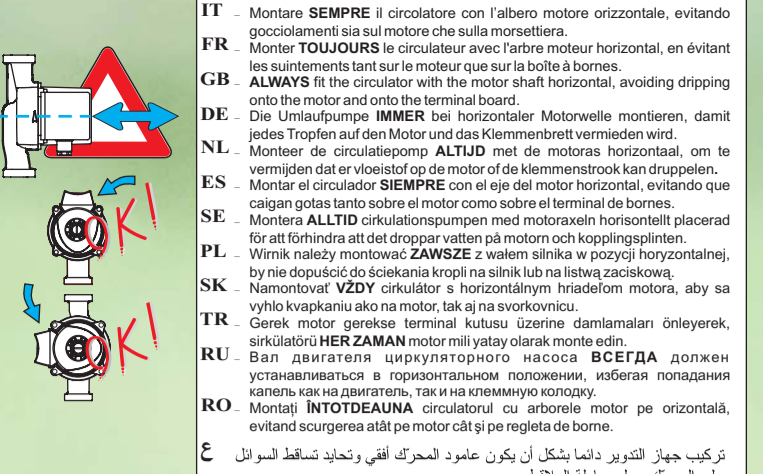 IT - Montare SEMPRE il circolatore con l'albero motore orizzontale, evitando
gocciolamenti sia sul motore che sulla morsettiera.
FR - Monter TOUJOURS le circulateur avec l'arbre moteur horizontal, en évitant
les suintements tant sur le moteur que sur la boîte à bornes.
GB - ALWAYS fit the circulator with the motor shaft horizontal, avoiding dripping
onto the motor and onto the terminal board.
DE - Die Umlaufpumpe IMMER bei horizontaler Motorwelle montieren, damit
jedes Tropfen auf den Motor und das Klemmenbrett vermieden wird.
NL - Monteer de circulatiepomp ALTIJD met de motoras horizontaal, om te
vermijden dat er vloeistof op de motor of de klemmenstrook kan druppelen.
ES - Montar el circulador SIEMPRE con el eje del motor horizontal, evitando que
caigan gotas tanto sobre el motor como sobre el terminal de bornes.
SE - Montera ALLTID cirkulationspumpen med motoraxeln horisontellt placerad
för att förhindra att det droppar vatten på motorn och kopplingsplinten.
PL - Wirnik należy montować ZAWSZE z wałem silnika w pozycji horyzontalnej,
by nie dopuścić do ściekania kropli na silnik lub na listwą zaciskową.
SK - Namontovať VŽDY cirkulátor s horizontálnym hriadeľom motora, aby sa
vyhlo kvapkaniu ako na motor, tak aj na svorkovnicu.
TR - Gerek motor gerekse terminal kutusu üzerine damlamaları önleyerek,
sirkülatörü HER ZAMAN motor mili yatay olarak monte edin.
RU - Вал двигателя циркуляторного насоса ВСЕГДА должен
устанавливаться в горизонтальном положении, избегая попадания
капель как на двигатель, так и на клеммную колодку.
RO - Montaţi ÎNTOTDEAUNA circulatorul cu arborele motor pe orizontală,
evitand scurgerea atât pe motor cât şi pe regleta de borne.
ع تركيب جهاز التدوير دائما بشكل أن يكون عامود المحرّك أفقي وتحايد تساقط السوائل
OK!
OK!